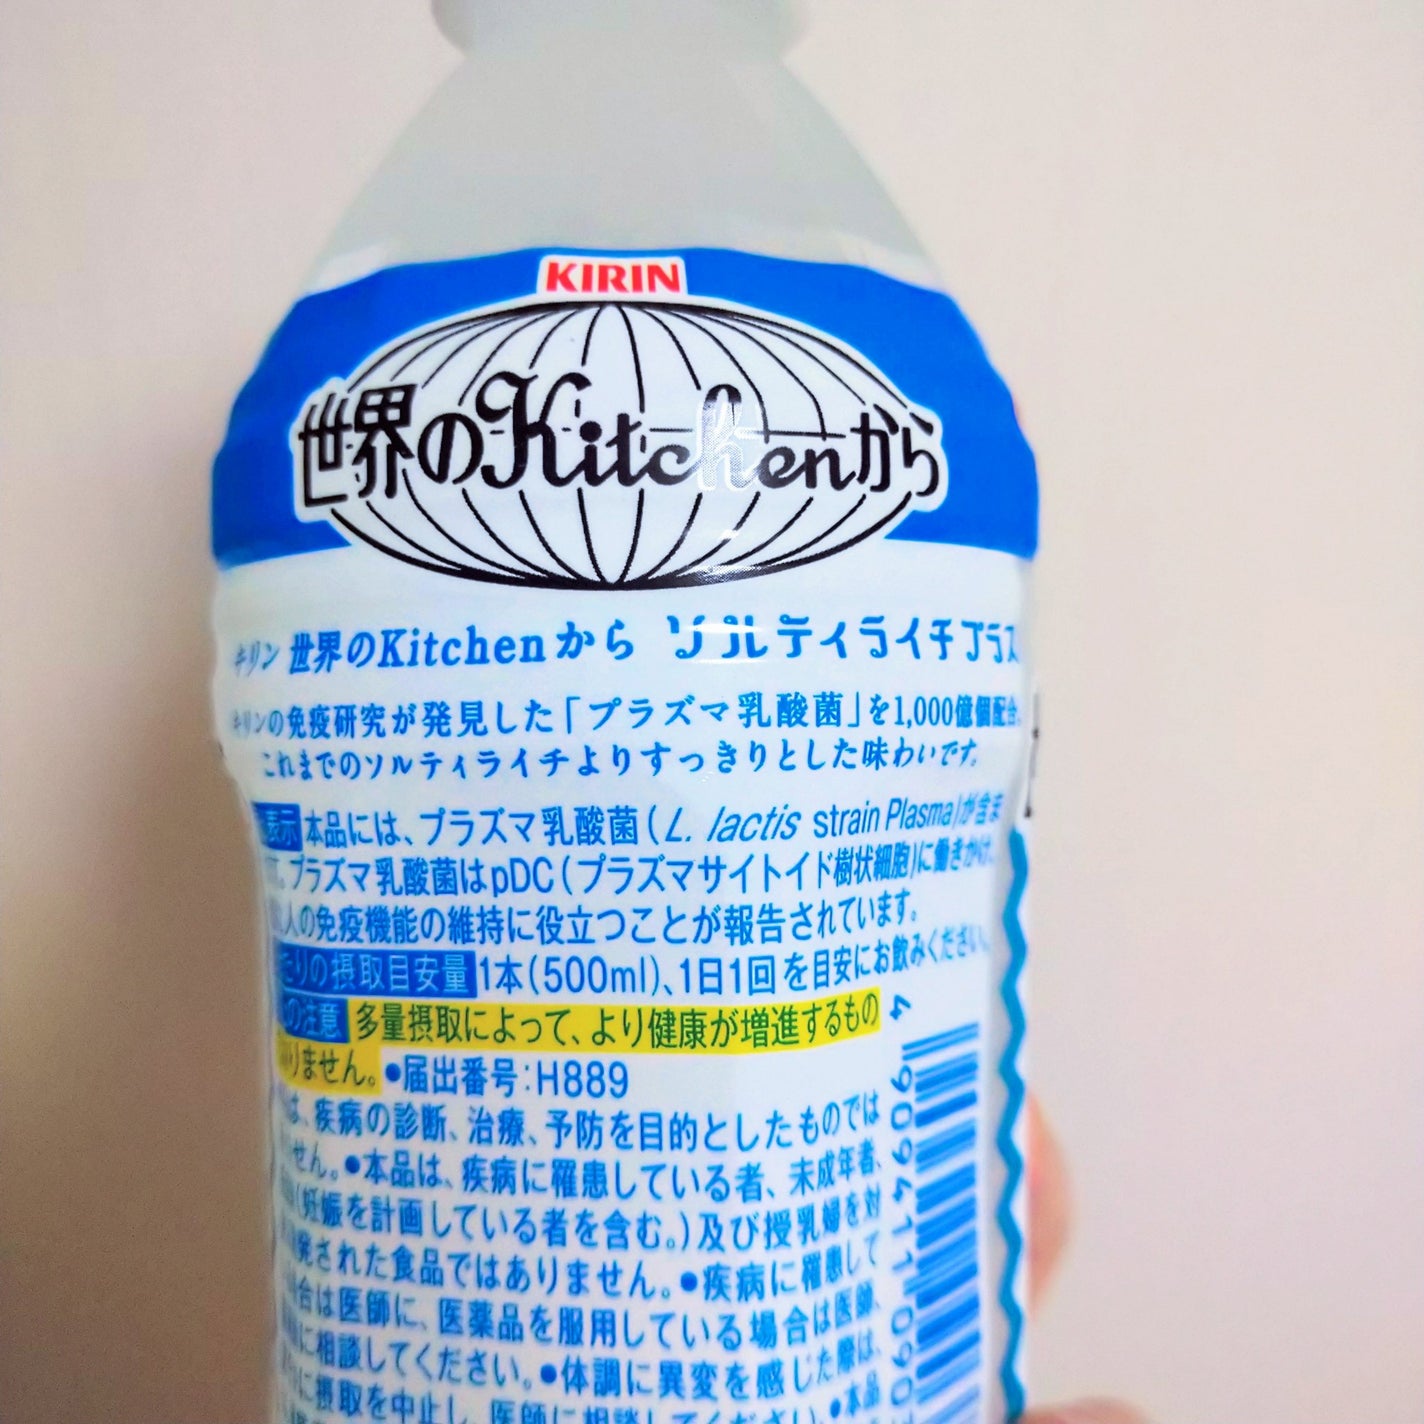 KIRIN
世界のKitchenから
キリン 世界のKitchenから ソルティライチプラス
キリンの免疫研究が発見した「プラズマ乳酸菌」を1,000億個配合。
これまでのソルティライチよりすっきりとした味わいです。
表示 本品には、プラズマ乳酸菌(L. lactis strain Plasma)が含ま
プラズマ乳酸菌はpDC(プラズマサイトイド樹状細胞)に働きかけ、
人の免疫機能の維持に役立つことが報告されています。
たりの摂取目安量 1本(500ml)、1日1回を目安にお飲みください。
の注意 多量摂取によって、より健康が増進するもの
りません。●届出番号:H889
は、疾病の診断、治療、予防を目的としたものでは
せん。●本品は、疾病に罹患している者、未成年者、
(妊娠を計画している者を含む。)及び授乳婦を対
発された食品ではありません。●疾病に罹患して
場合は医師に、医薬品を服用している場合は医師、
に相談してください。●体調に異変を感じた際は、
に摂取を中止し、医師に相談してください。●本品
4 909411 090